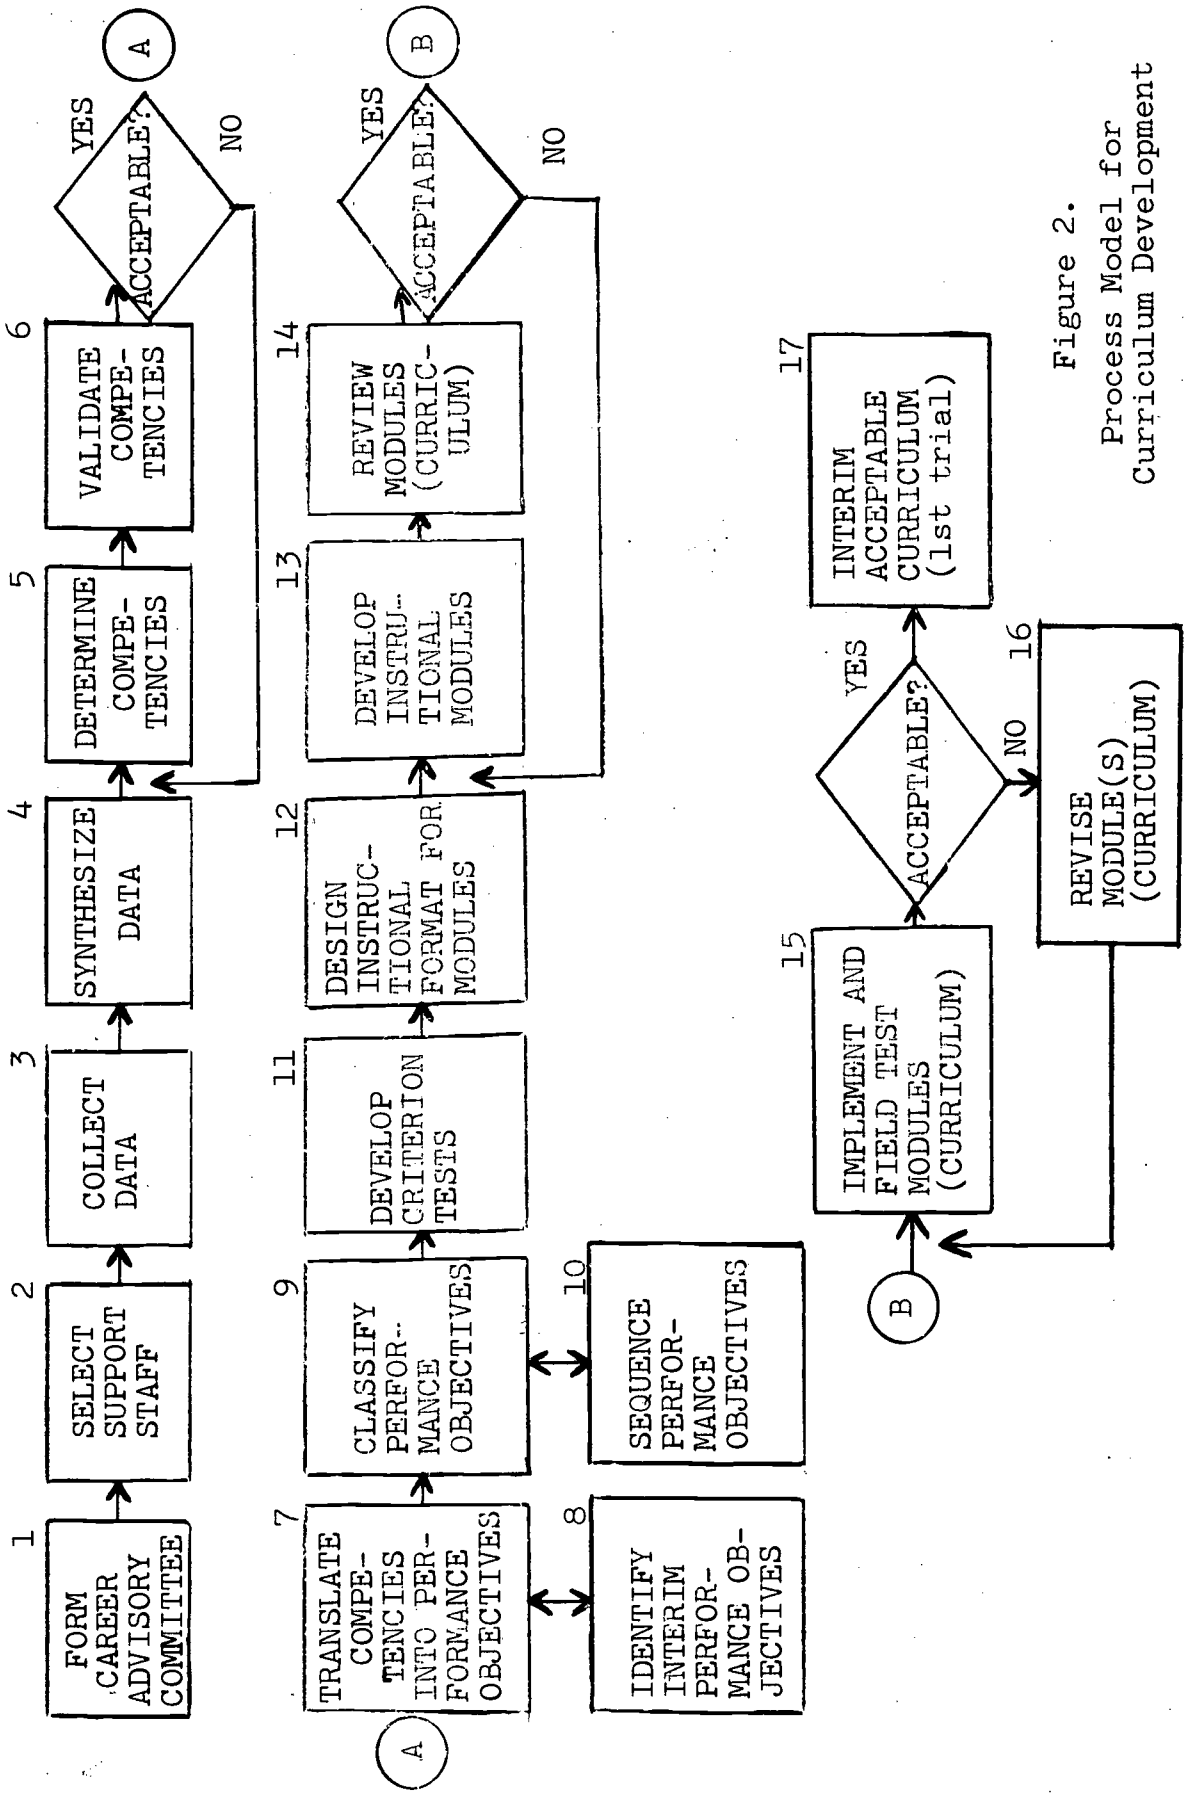 1
FORM
CAREER
ADVISORY
COMMITTEE
2
SELECT
SUPPORT
STAFF
3
COLLECT
DATA
4
SYNTHESIZE
DATA
5
DETERMINE
COMPE-
TENCIES
6
VALIDATE
COMPE-
TENCIES
ACCEPTABLE?
YES
NO
A
A
7
TRANSLATE
COMPE-
TENCIES
INTO PER-
FORMANCE
OBJECTIVES
8
IDENTIFY
INTERIM
PERFOR-
MANCE OB-
JECTIVES
9
CLASSIFY
PERFOR-
MANCE
OBJECTIVES
10
SEQUENCE
PERFOR-
MANCE
OBJECTIVES
11
DEVELOP
CRITERION
TESTS
12
DESIGN
INSTRUC-
TIONAL
FORMAT FOR
MODULES
13
DEVELOP
INSTRU-
TIONAL
MODULES
14
REVIEW
MODULES
(CURRIC-
ULUM)
ACCEPTABLE?
YES
NO
B
B
15
IMPLEMENT AND
FIELD TEST
MODULES
(CURRICULUM)
ACCEPTABLE?
YES
NO
16
REVISE
MODULE(S)
(CURRICULUM)
17
INTERIM
ACCEPTABLE
CURRICULUM
(1st trial)
Figure 2.
Process Model for
Curriculum Development